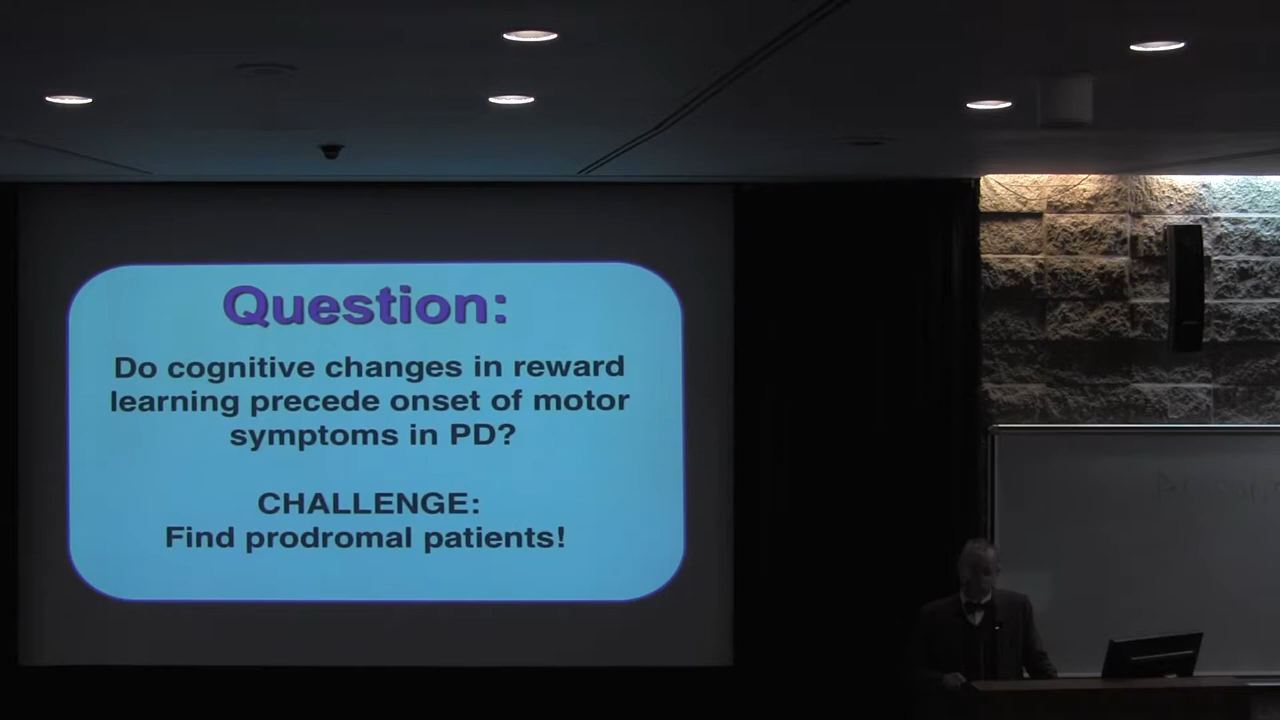 Question:
Do cognitive changes in reward
learning precede onset of motor
symptoms in PD?
CHALLENGE:
Find prodromal patients!